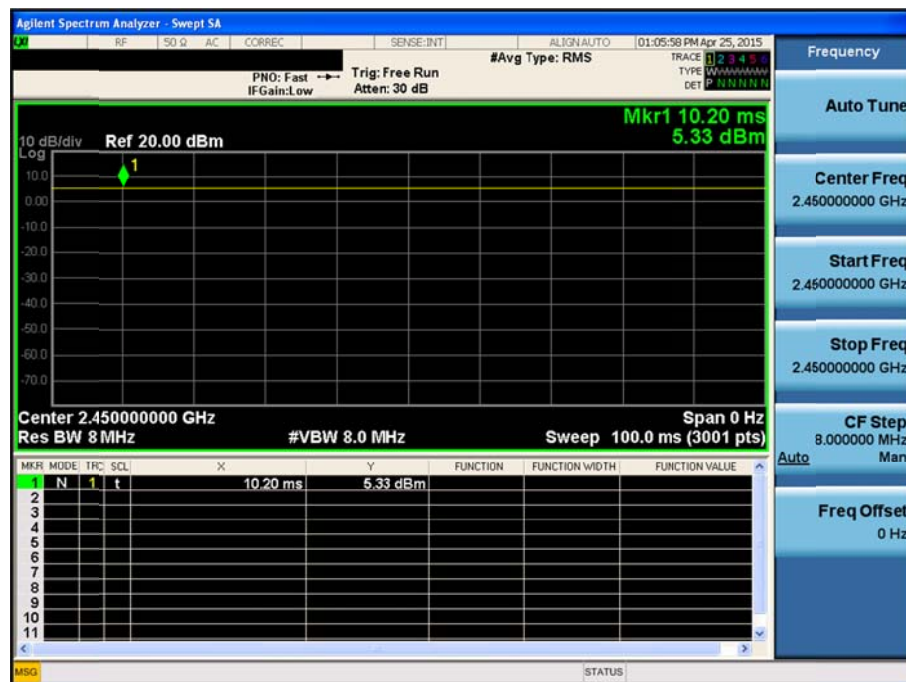 Agilent Spectrum Analyzer - Swept SA
RF 50 Ω AC CORREC SENSE:INT ALIGNAUTO 01:05:58 PM Apr 25, 2015
#Avg Type: RMS TRACE 1 2 3 4 5 6
PNO: Fast Trig: Free Run TYPE WWWWWW
IFGain:Low Atten: 30 dB DET P N N N N N
Mkr1 10.20 ms
5.33 dBm
10 dB/div Ref 20.00 dBm
Log
1
10.0
0.00
-10.0
-20.0
-30.0
-40.0
-50.0
-60.0
-70.0
Center 2.450000000 GHz Span 0 Hz
Res BW 8 MHz #VBW 8.0 MHz Sweep 100.0 ms (3001 pts)
MKR MODE TRC SCL X Y FUNCTION FUNCTION WIDTH FUNCTION VALUE
1 N 1 t 10.20 ms 5.33 dBm
2
3
4
5
6
7
8
9
10
11
MSG STATUS
Frequency
Auto Tune
Center Freq
2.450000000 GHz
Start Freq
2.450000000 GHz
Stop Freq
2.450000000 GHz
CF Step
8.000000 MHz
Auto Man
Freq Offset
0 Hz